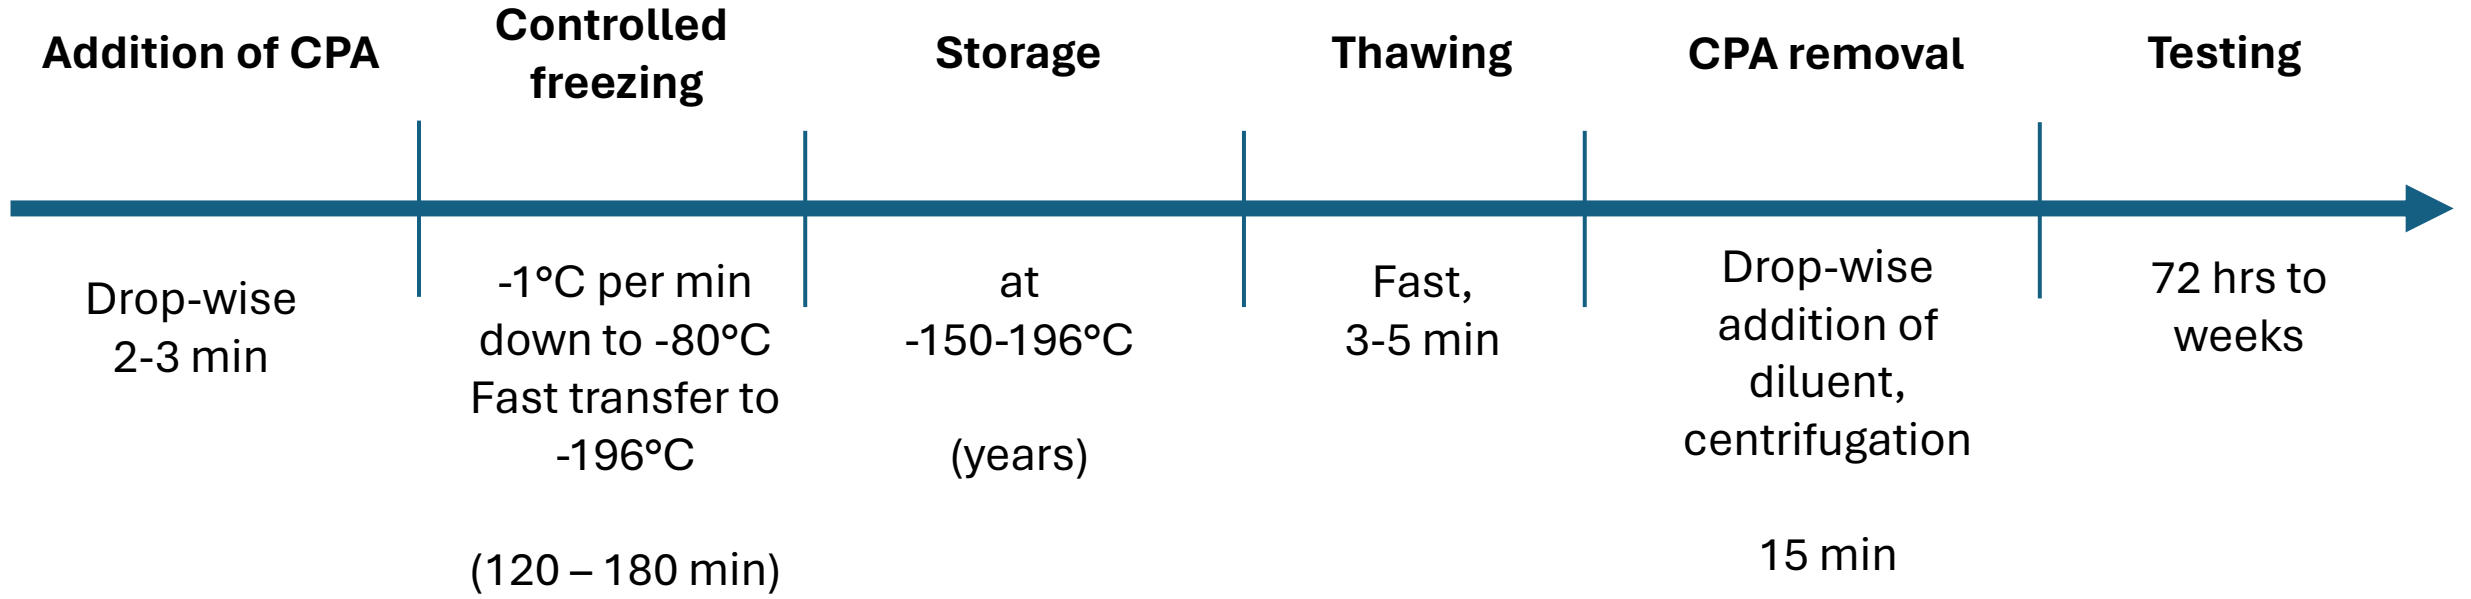 Addition of CPA
Controlled
freezing
Storage
Thawing
CPA removal
Testing
Drop-wise
2-3 min
-1°C per min
down to -80°C
Fast transfer to
-196°C
(120 – 180 min)
at
-150-196°C
(years)
Fast,
3-5 min
Drop-wise
addition of
diluent,
centrifugation
15 min
72 hrs to
weeks